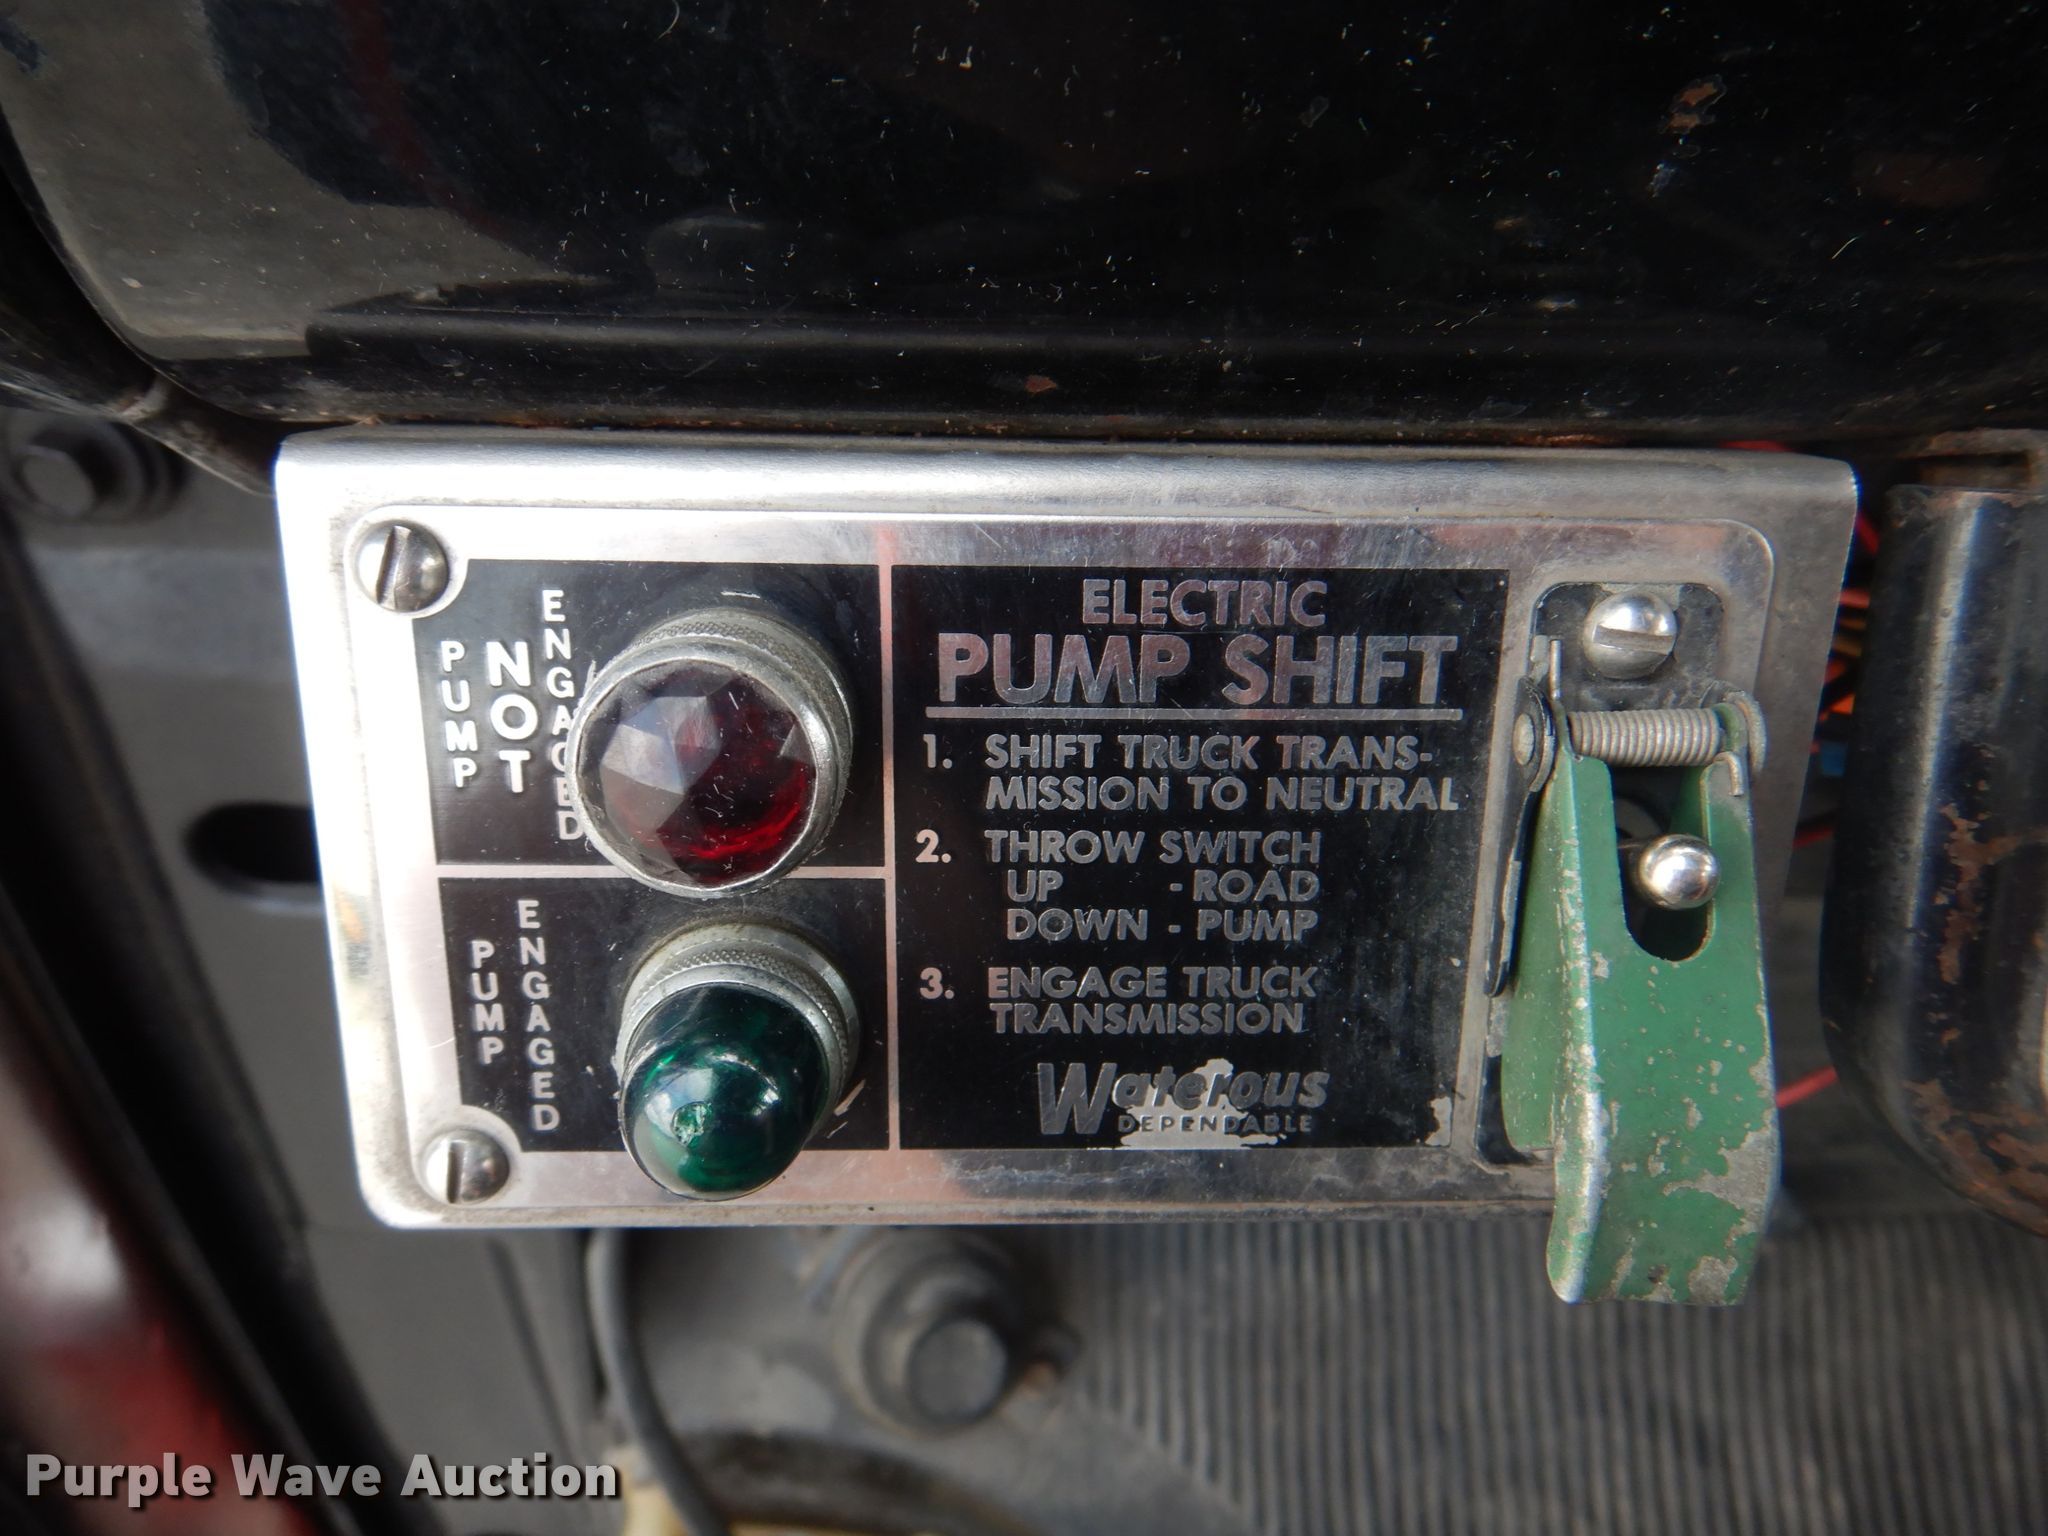 PUMP
NOT
ENGAGED
PUMP
ENGAGED
ELECTRIC
PUMP SHIFT
1. SHIFT TRUCK TRANS-
MISSION TO NEUTRAL
2. THROW SWITCH
UP - ROAD
DOWN - PUMP
3. ENGAGE TRUCK
TRANSMISSION
Waterous
DEPENDABLE
Purple Wave Auction